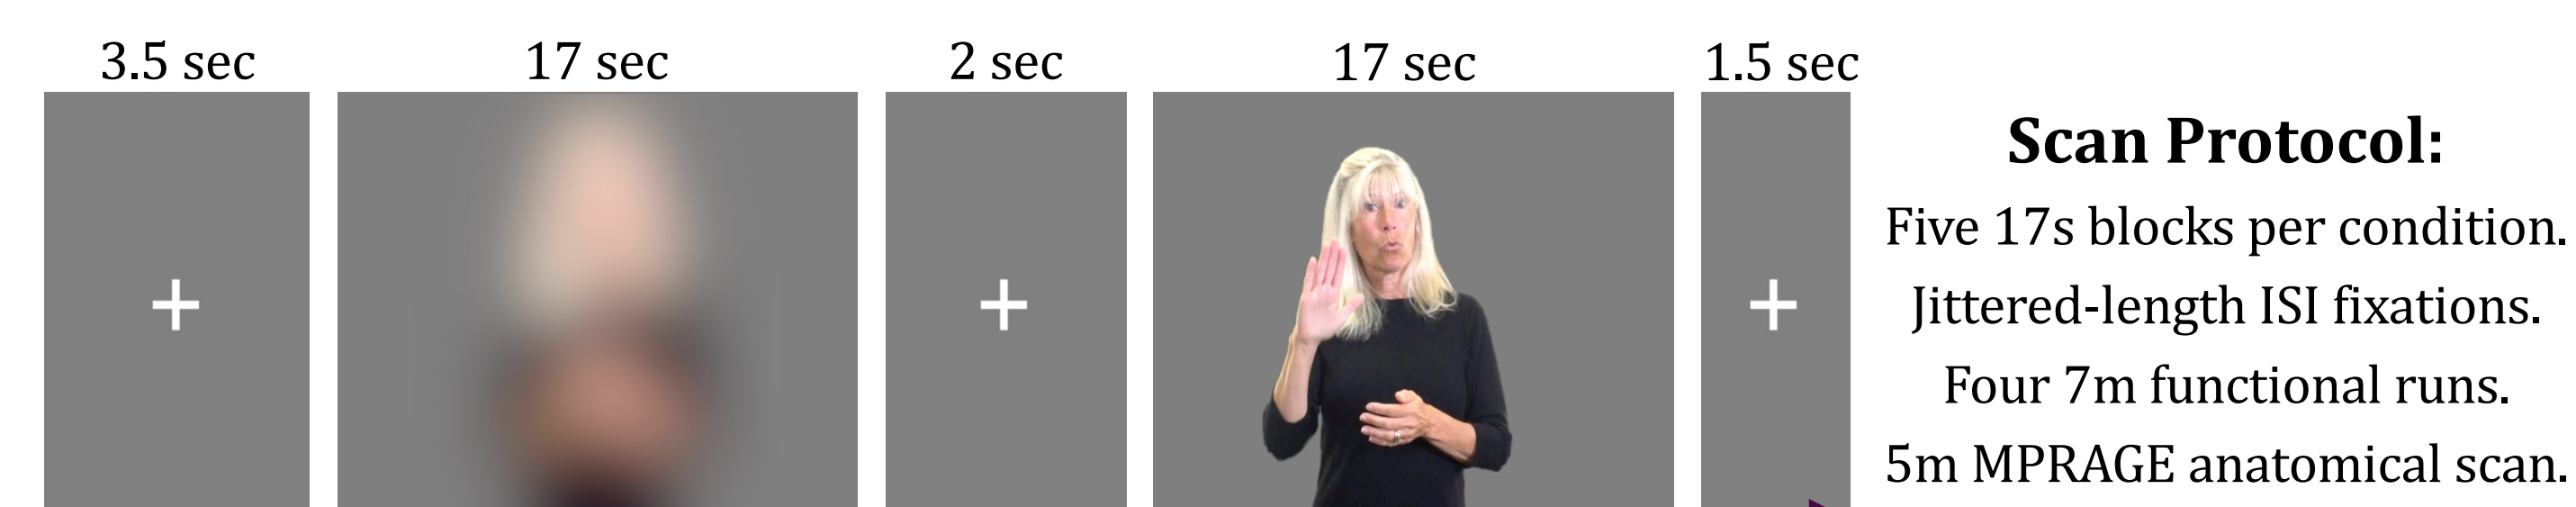 3.5 sec
17 sec
2 sec
17 sec
1.5 sec
Scan Protocol:
Five 17s blocks per condition.
Jittered-length ISI fixations.
Four 7m functional runs.
5m MPRAGE anatomical scan.